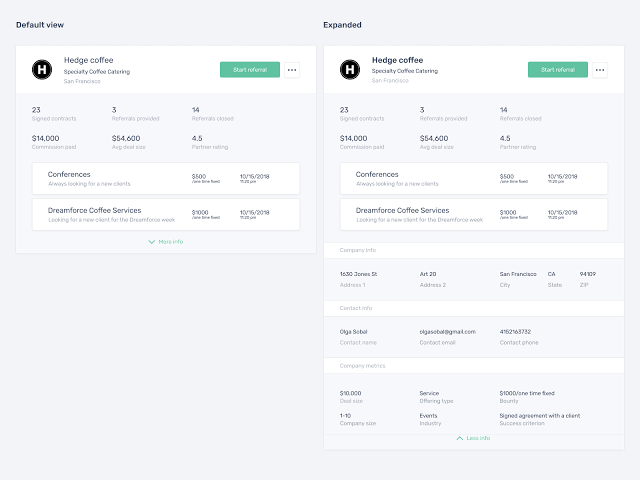 Default view
Hedge coffee
H
Specialty Coffee Catering
Start referral
San Francisco
23 3 14
Signed contracts Referrals provided Referrals closed
$14,000 $54,600 4.5
Commission paid Avg deal size Partner rating
Conferences $500 10/15/2018
Always looking for a new clients /one time fixed 11:20 pm
Dreamforce Coffee Services $1000 10/15/2018
Looking for a new client for the Dreamforce week /one time fixed 11:20 pm
More info
Expanded
Hedge coffee
H
Specialty Coffee Catering
Start referral
San Francisco
23 3 14
Signed contracts Referrals provided Referrals closed
$14,000 $54,600 4.5
Commission paid Avg deal size Partner rating
Conferences $500 10/15/2018
Always looking for a new clients /one time fixed 11:20 pm
Dreamforce Coffee Services $1000 10/15/2018
Looking for a new client for the Dreamforce week /one time fixed 11:20 pm
Company info
1630 Jones St Art 20 San Francisco CA 94109
Address 1 Address 2 City State ZIP
Contact info
Olga Sobal olgasobal@gmail.com 4152163732
Contact name Contact email Contact phone
Company metrics
$10,000 Service $1000/one time fixed
Deal size Offering type Bounty
1-10 Events Signed agreement with a client
Company size Industry Success criterion
Less info